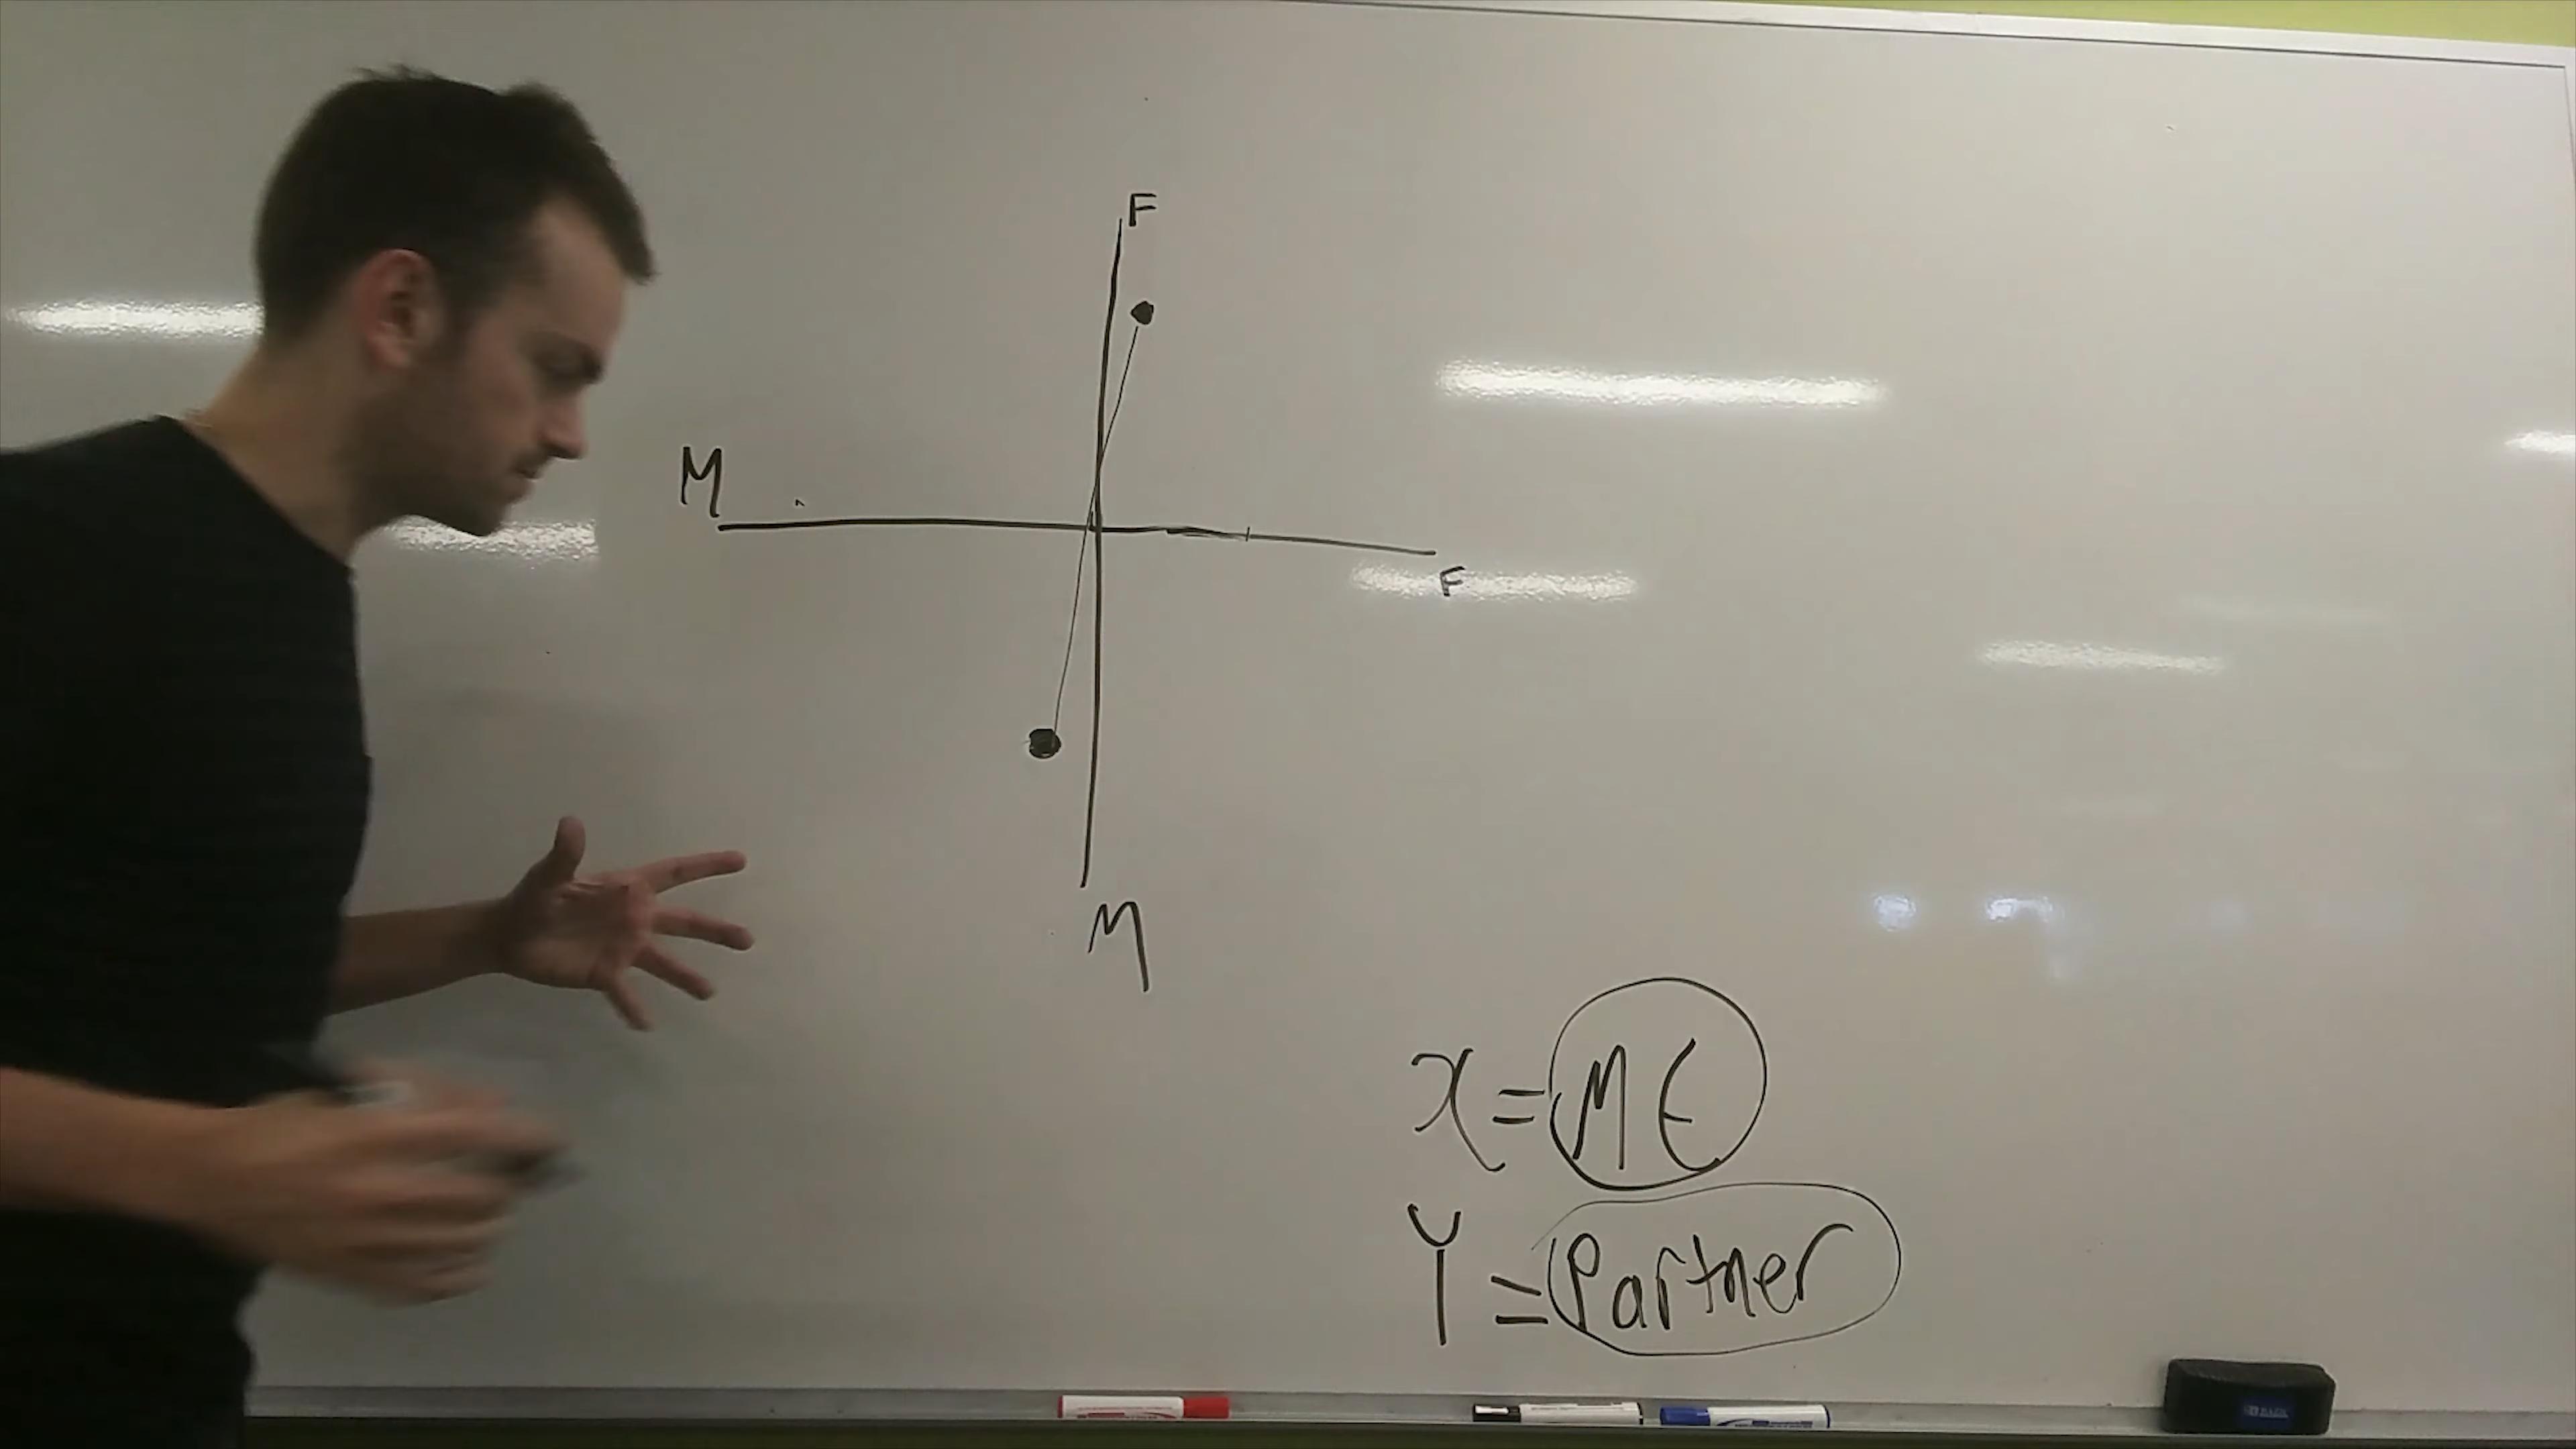 F
M
F
M
X = ME
Y = Partner